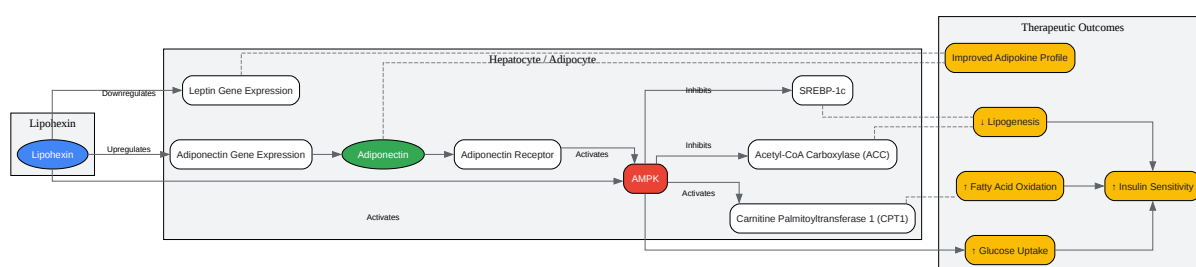 Therapeutic Outcomes
Hepatocyte / Adipocyte
Improved Adipokine Profile
Leptin Gene Expression
SREBP-1c
Downregulates
Inhibits
Lipohexin
↓ Lipogenesis
Lipohexin
Upregulates
Adiponectin Gene Expression
Adiponectin
Adiponectin Receptor
Activates
Inhibits
Acetyl-CoA Carboxylase (ACC)
AMPK
Activates
↑ Fatty Acid Oxidation
↑ Insulin Sensitivity
Activates
Carnitine Palmitoyltransferase 1 (CPT1)
↑ Glucose Uptake